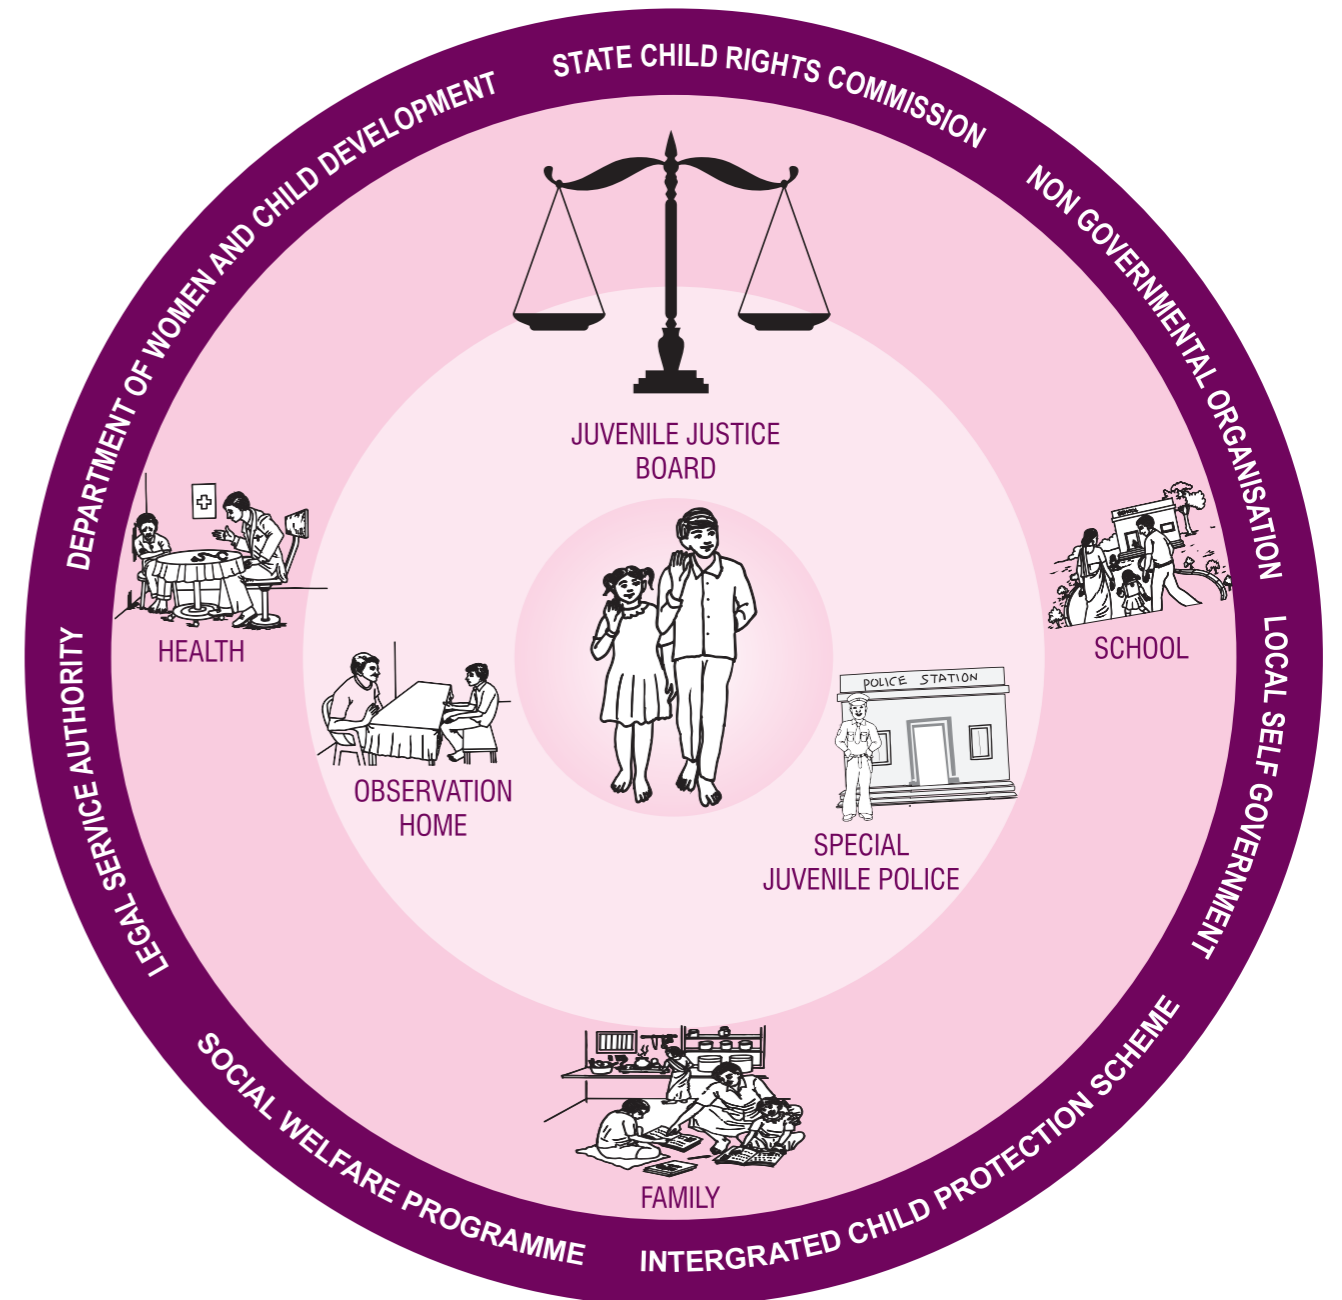 STATE CHILD RIGHTS COMMISSION
NON GOVERNMENTAL ORGANISATION
LOCAL SELF GOVERNMENT
INTERGRATED CHILD PROTECTION SCHEME
SOCIAL WELFARE PROGRAMME
LEGAL SERVICE AUTHORITY
DEPARTMENT OF WOMEN AND CHILD DEVELOPMENT
JUVENILE JUSTICE
BOARD
HEALTH
SCHOOL
POLICE STATION
OBSERVATION
HOME
SPECIAL
JUVENILE POLICE
FAMILY